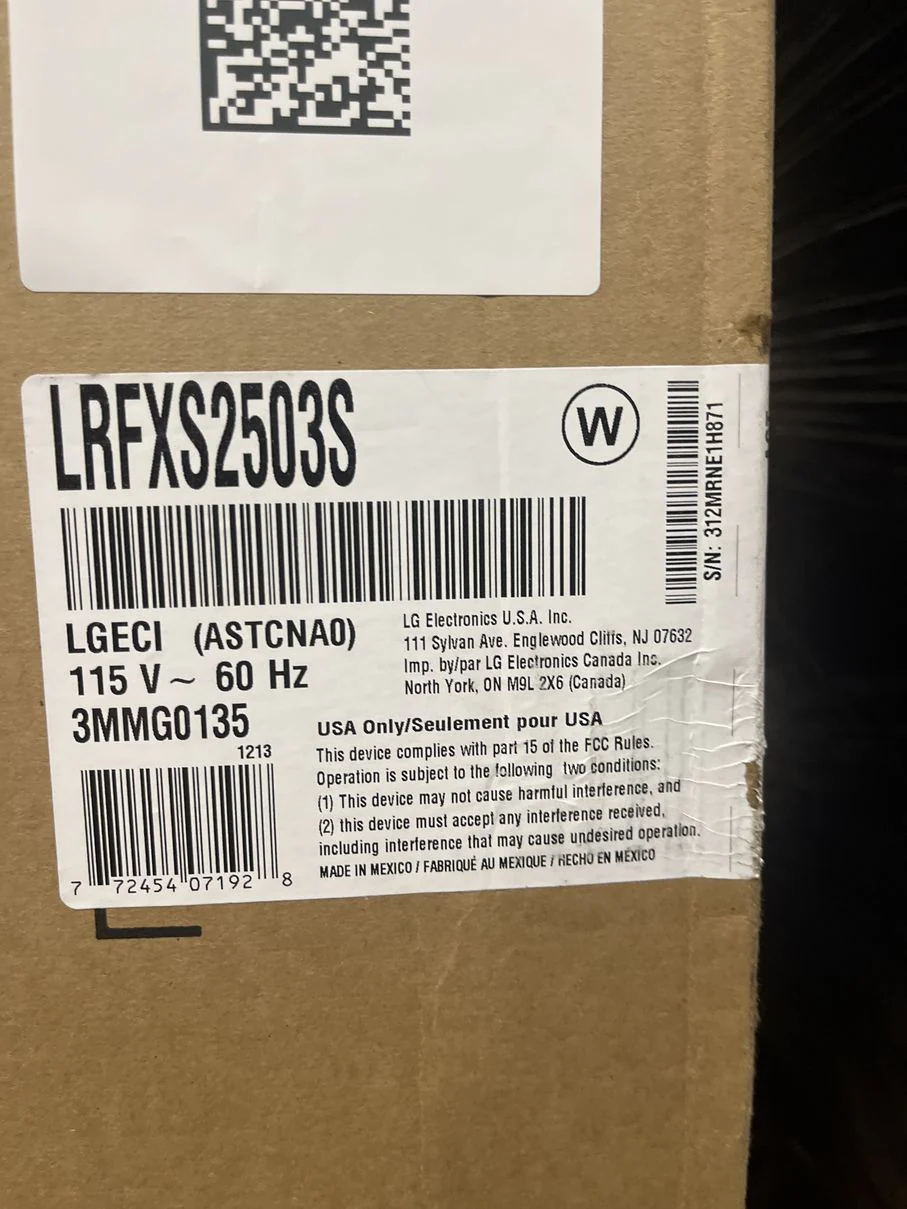 LRFXS2503S
W
S/N: 312MRNE1H871
LGECI (ASTCNA0)
115 V~ 60 Hz
3MMG0135
1213
7 72454 07192 8
LG Electronics U.S.A. Inc.
111 Sylvan Ave. Englewood Cliffs, NJ 07632
Imp. by/par LG Electronics Canada Inc.
North York, ON M9L 2X6 (Canada)
USA Only/Seulement pour USA
This device complies with part 15 of the FCC Rules.
Operation is subject to the following two conditions:
(1) This device may not cause harmful interference, and
(2) this device must accept any interference received,
including interference that may cause undesired operation.
MADE IN MEXICO / FABRIQUÉ AU MEXIQUE / HECHO EN MÉXICO